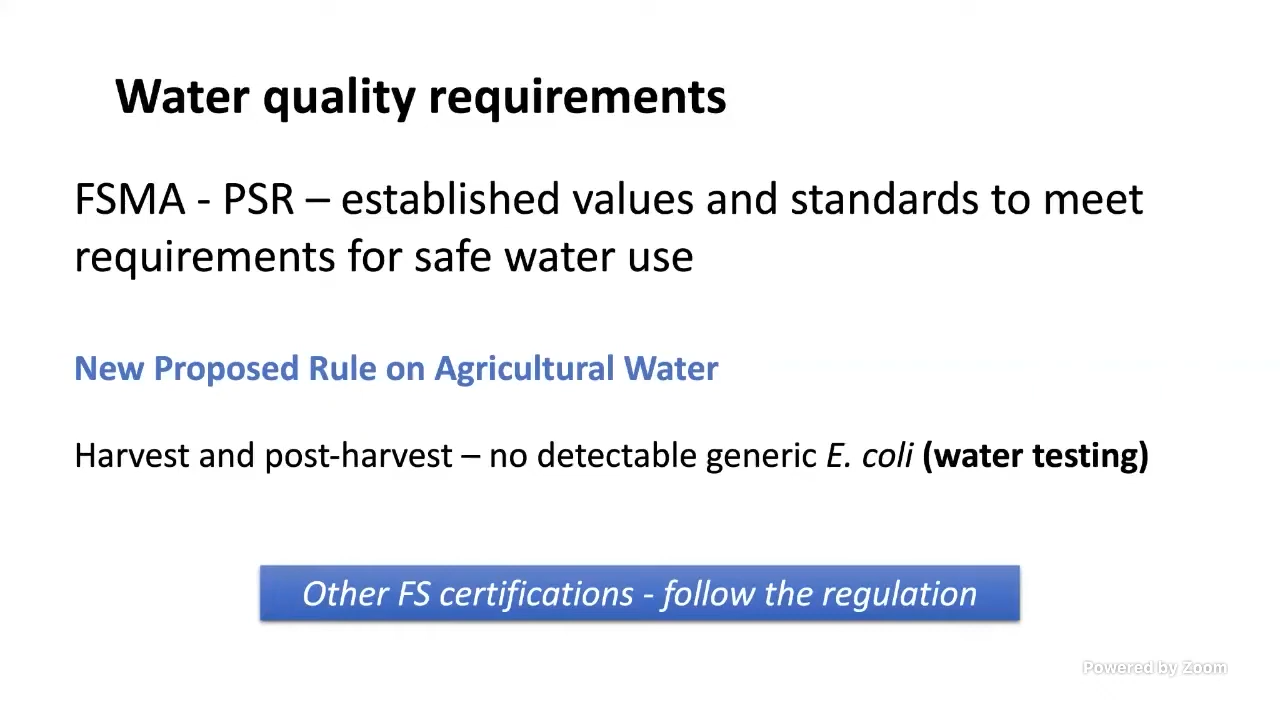 Water quality requirements
FSMA - PSR – established values and standards to meet
requirements for safe water use
New Proposed Rule on Agricultural Water
Harvest and post-harvest – no detectable generic E. coli (water testing)
Other FS certifications - follow the regulation
Powered by Zoom